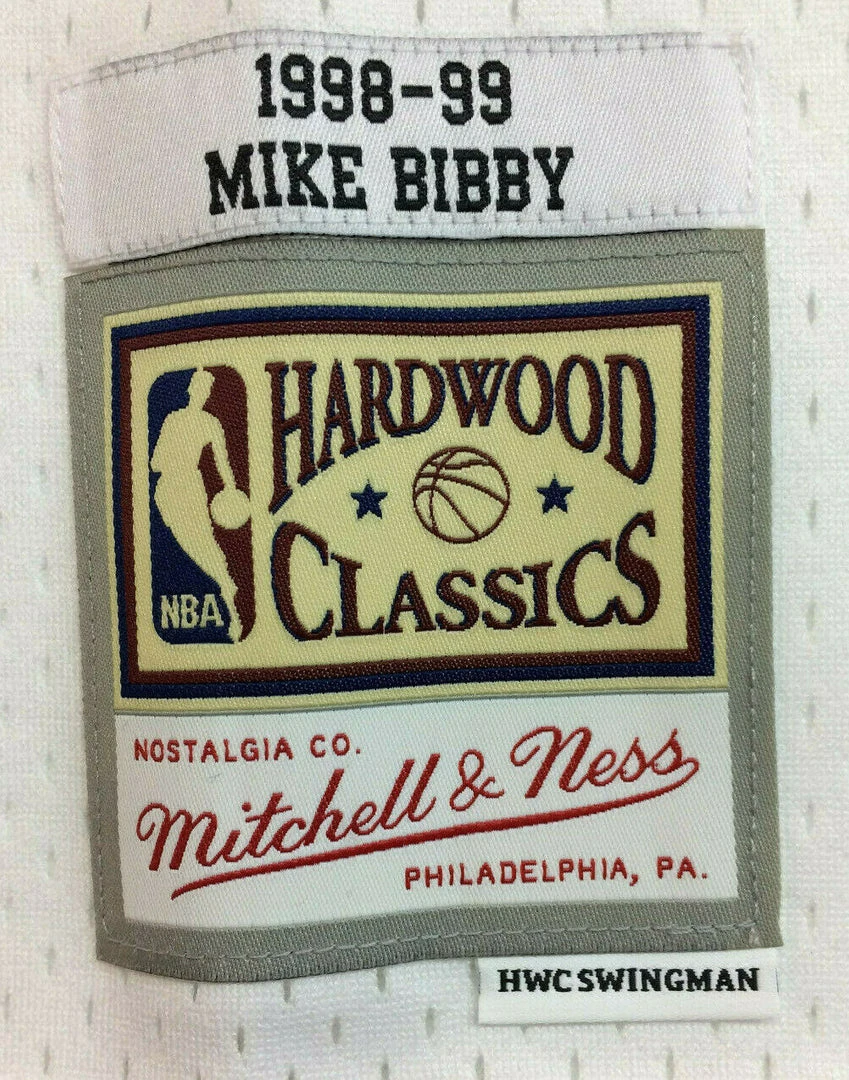 1998-99
MIKE BIBBY
HARDWOOD
CLASSICS
NBA
NOSTALGIA CO.
Mitchell & Ness
PHILADELPHIA, PA.
HWC SWINGMAN